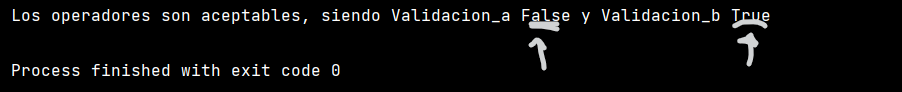 Los operadores son aceptables, siendo Validacion_a False y Validacion_b True
Process finished with exit code 0